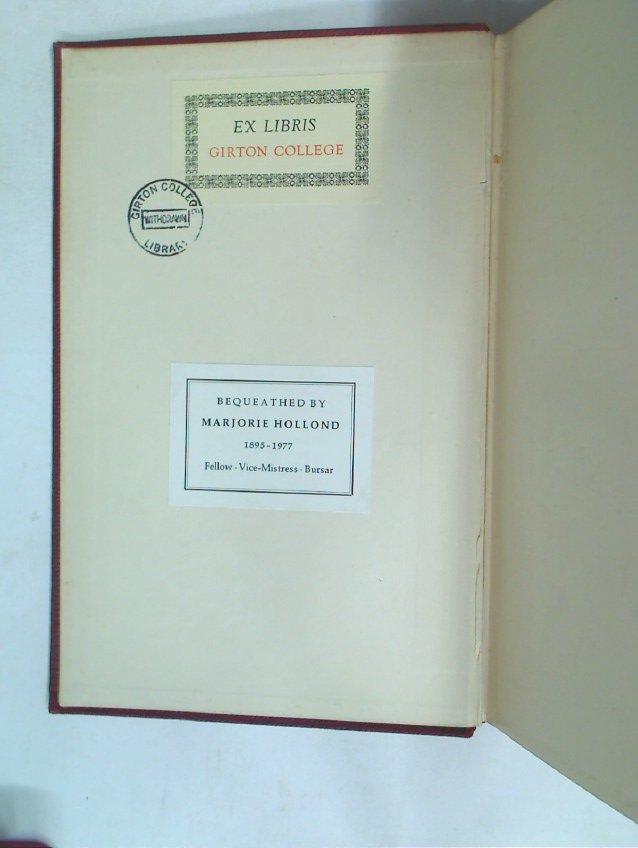 EX LIBRIS
GIRTON COLLEGE
GIRTON COLLEGE
WITHDRAWN
LIBRARY
BEQUEATHED BY
MARJORIE HOLLOND
1895-1977
Fellow · Vice-Mistress · Bursar